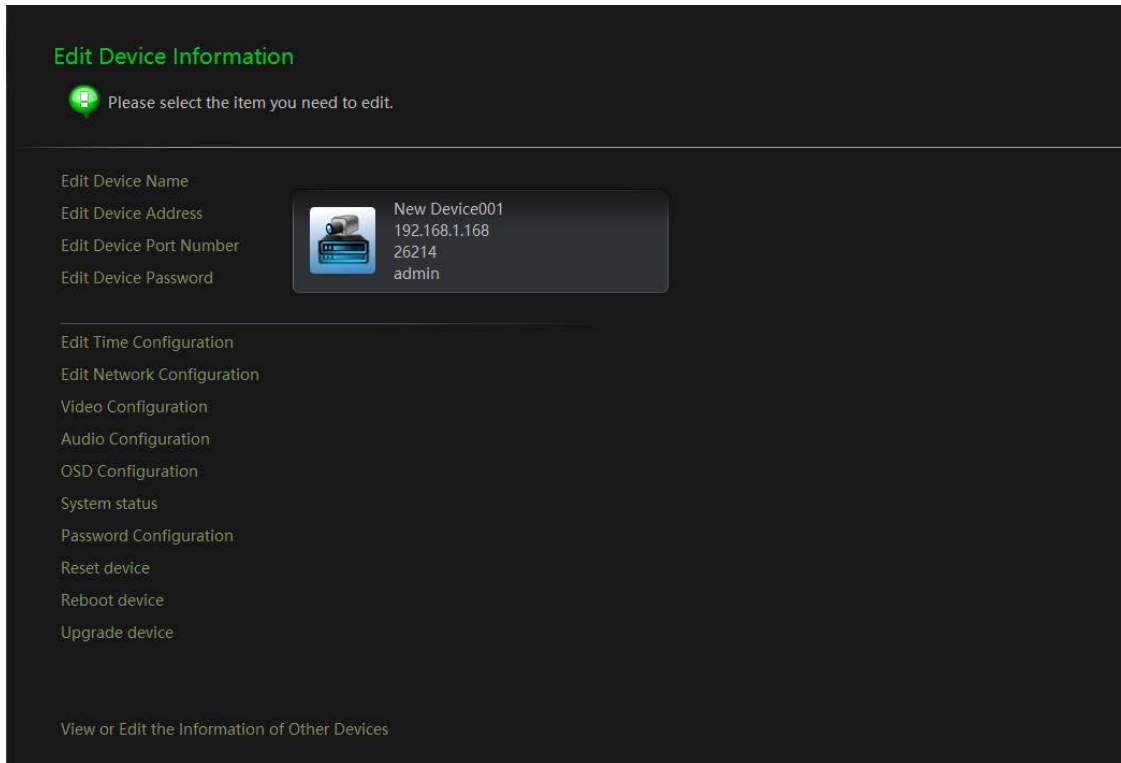 Edit Device Information
Please select the item you need to edit.
Edit Device Name
Edit Device Address
Edit Device Port Number
Edit Device Password
New Device001
192.168.1.168
26214
admin
Edit Time Configuration
Edit Network Configuration
Video Configuration
Audio Configuration
OSD Configuration
System status
Password Configuration
Reset device
Reboot device
Upgrade device
View or Edit the Information of Other Devices